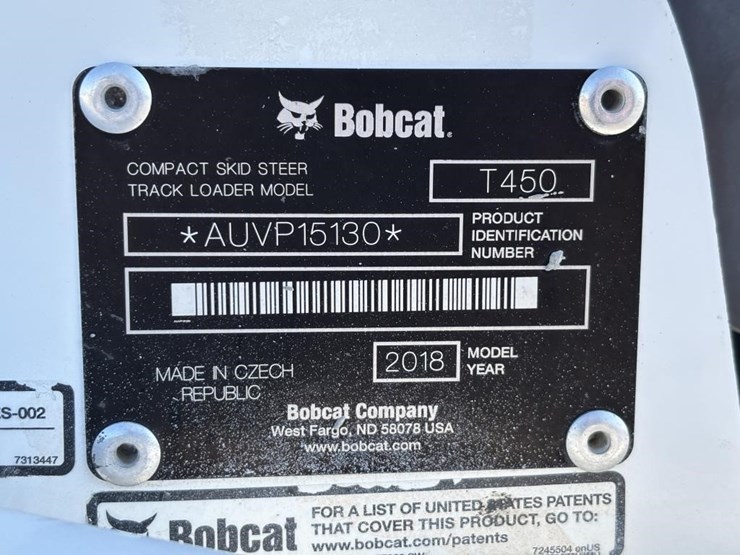 Bobcat.
COMPACT SKID STEER
TRACK LOADER MODEL
T450
*AUVP15130*
PRODUCT
IDENTIFICATION
NUMBER
MADE IN CZECH
REPUBLIC
2018
MODEL
YEAR
Bobcat Company
West Fargo, ND 58078 USA
www.bobcat.com
S-002
7313447
Bobcat
FOR A LIST OF UNITED STATES PATENTS
THAT COVER THIS PRODUCT, GO TO:
www.bobcat.com/patents
7245504 enUS